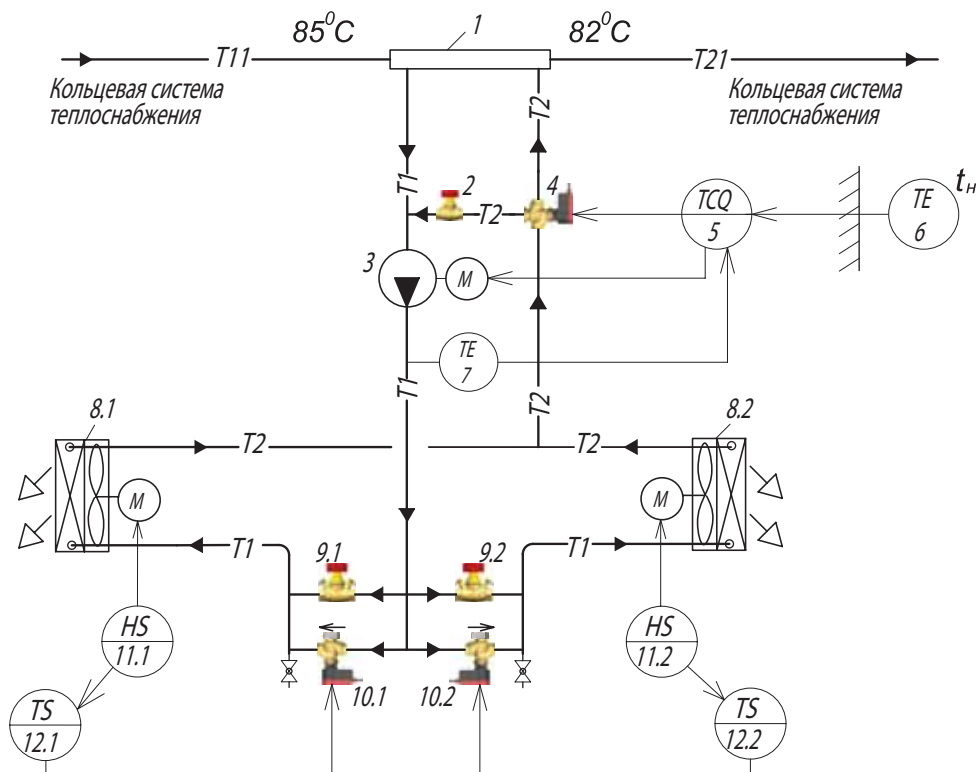 85⁰C
1
82⁰C
T11
T21
Кольцевая система
теплоснабжения
Кольцевая система
теплоснабжения
T2
T1
2
4
T2
TCQ
5
TE
6
tн
3
M
TE
7
T1
T2
8.1
8.2
T2
T2
M
M
T1
T1
9.1
9.2
HS
11.1
HS
11.2
10.1
10.2
TS
12.1
TS
12.2